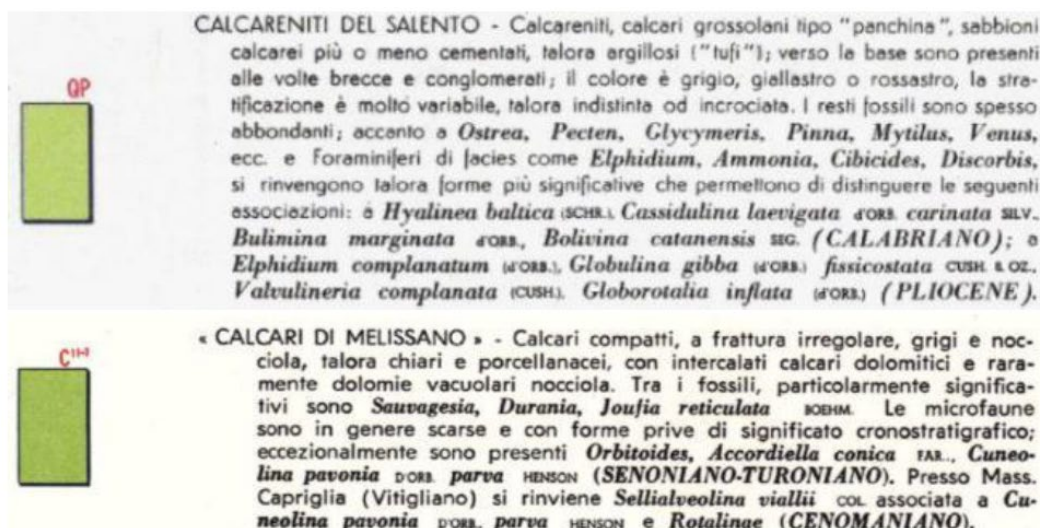 CALCARENITI DEL SALENTO - Calcareniti, calcari grossolani tipo "panchina", sabbioni
calcarei più o meno cementati, talora argillosi ("tufi"); verso la base sono presenti
QP
alle volte brecce e conglomerati; il colore è grigio, giallastro o rossastro, la stra-
tificazione è molto variabile, talora indistinta od incrociata. I resti fossili sono spesso
abbondanti; accanto a Ostrea, Pecten, Glycymeris, Pinna, Mytilus, Venus,
ecc. e Foraminiferi di facies come Elphidium, Ammonia, Cibicides, Discorbis,
si rinvengono talora forme più significative che permettono di distinguere le seguenti
associazioni: a Hyalinea baltica (SCHR.), Cassidulina laevigata d'ORB. carinata SILV.,
Bulimina marginata d'ORB., Bolivina catanensis SEG. (CALABRIANO); a
Elphidium complanatum (d'ORB.), Globulina gibba (d'ORB.) fissicostata CUSH. & OZ.,
Valvulineria complanata (CUSH.), Globorotalia inflata (d'ORB.) (PLIOCENE).
« CALCARI DI MELISSANO » - Calcari compatti, a frattura irregolare, grigi e noc-
ciola, talora chiari e porcellanacei, con intercalati calcari dolomitici e rara-
mente dolomie vacuolari nocciola. Tra i fossili, particolarmente significa-
tivi sono Sauvagesia, Durania, Joufia reticulata BOEHM. Le microfaune
sono in genere scarse e con forme prive di significato cronostratigrafico;
eccezionalmente sono presenti Orbitoides, Accordiella conica FAR., Cuneo-
lina pavonia D'ORB. parva HENSON (SENONIANO-TURONIANO). Presso Mass.
Capriglia (Vitigliano) si rinviene Sellialveolina viallii COL. associata a Cu-
neolina pavonia D'ORB. parva HENSON e Rotalinae (CENOMANIANO).